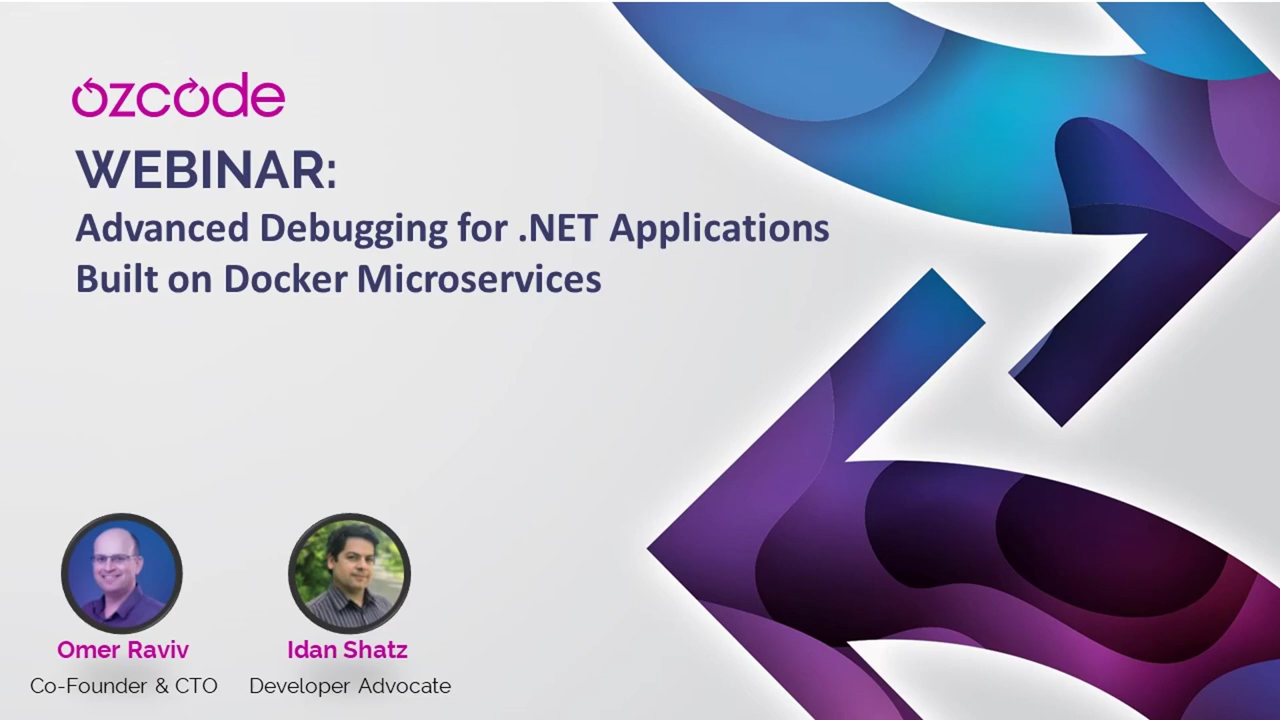 ozcode
WEBINAR:
Advanced Debugging for .NET Applications
Built on Docker Microservices
Omer Raviv
Idan Shatz
Co-Founder & CTO
Developer Advocate